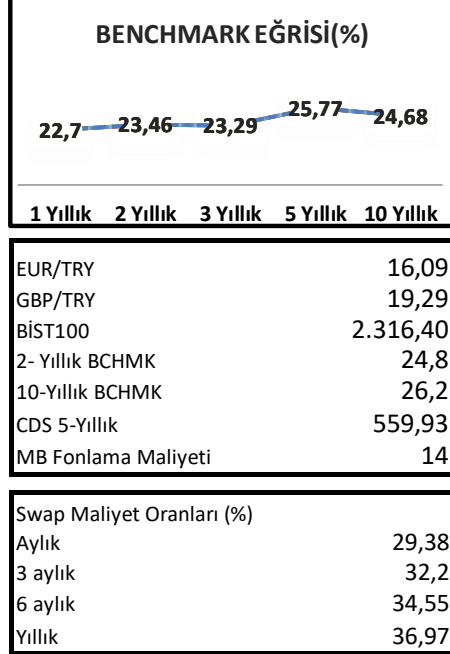 BENCHMARK EĞRİSİ(%)
22,7 23,46 23,29 25,77 24,68
1 Yıllık 2 Yıllık 3 Yıllık 5 Yıllık 10 Yıllık
EUR/TRY 16,09
GBP/TRY 19,29
BİST100 2.316,40
2- Yıllık BCHMK 24,8
10-Yıllık BCHMK 26,2
CDS 5-Yıllık 559,93
MB Fonlama Maliyeti 14
Swap Maliyet Oranları (%)
Aylık 29,38
3 aylık 32,2
6 aylık 34,55
Yıllık 36,97